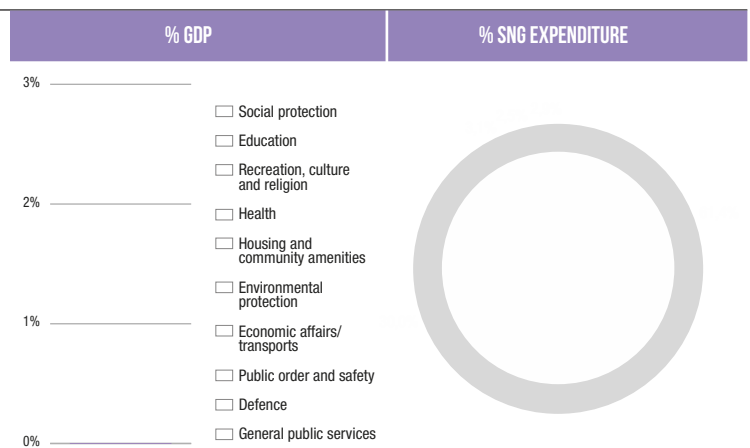 % GDP
% SNG EXPENDITURE
3%
2%
1%
0%
Social protection
Education
Recreation, culture
and religion
Health
Housing and
community amenities
Environmental
protection
Economic affairs/
transports
Public order and safety
Defence
General public services